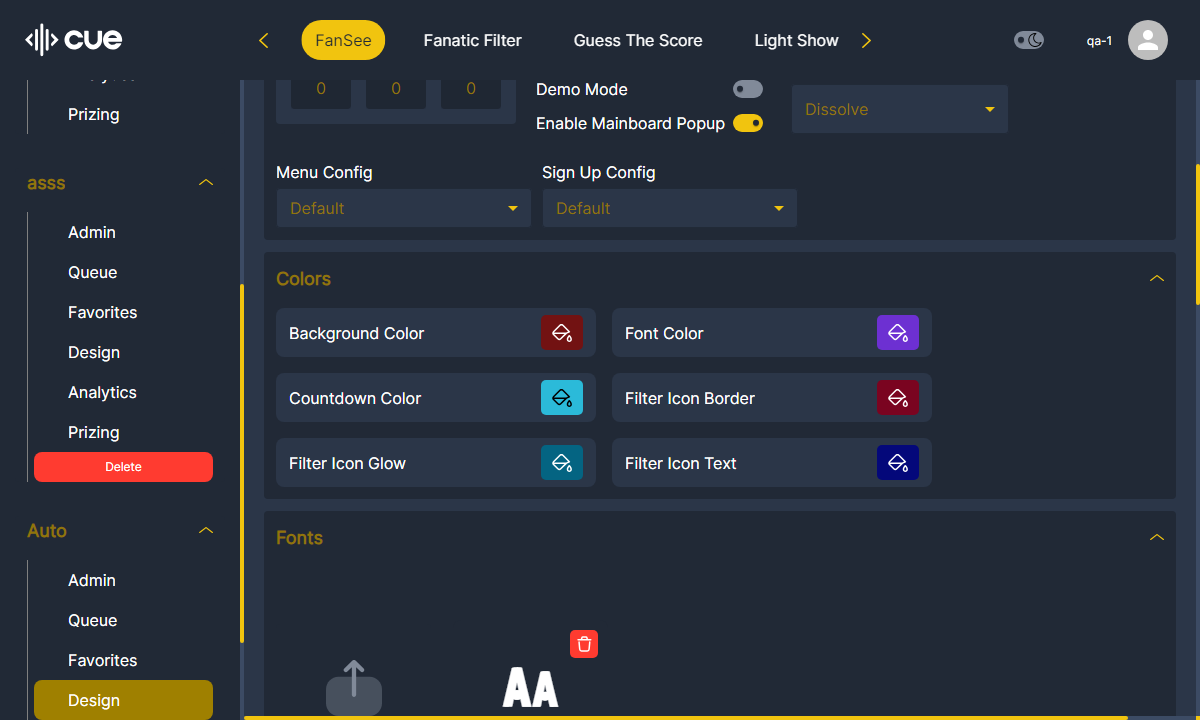 cue
FanSee
Fanatic Filter
Guess The Score
Light Show
qa-1
Prizing
asss
Admin
Queue
Favorites
Design
Analytics
Prizing
Delete
Auto
Admin
Queue
Favorites
Design
0
0
0
Demo Mode
Enable Mainboard Popup
Dissolve
Menu Config
Sign Up Config
Default
Default
Colors
Background Color
Font Color
Countdown Color
Filter Icon Border
Filter Icon Glow
Filter Icon Text
Fonts
AA